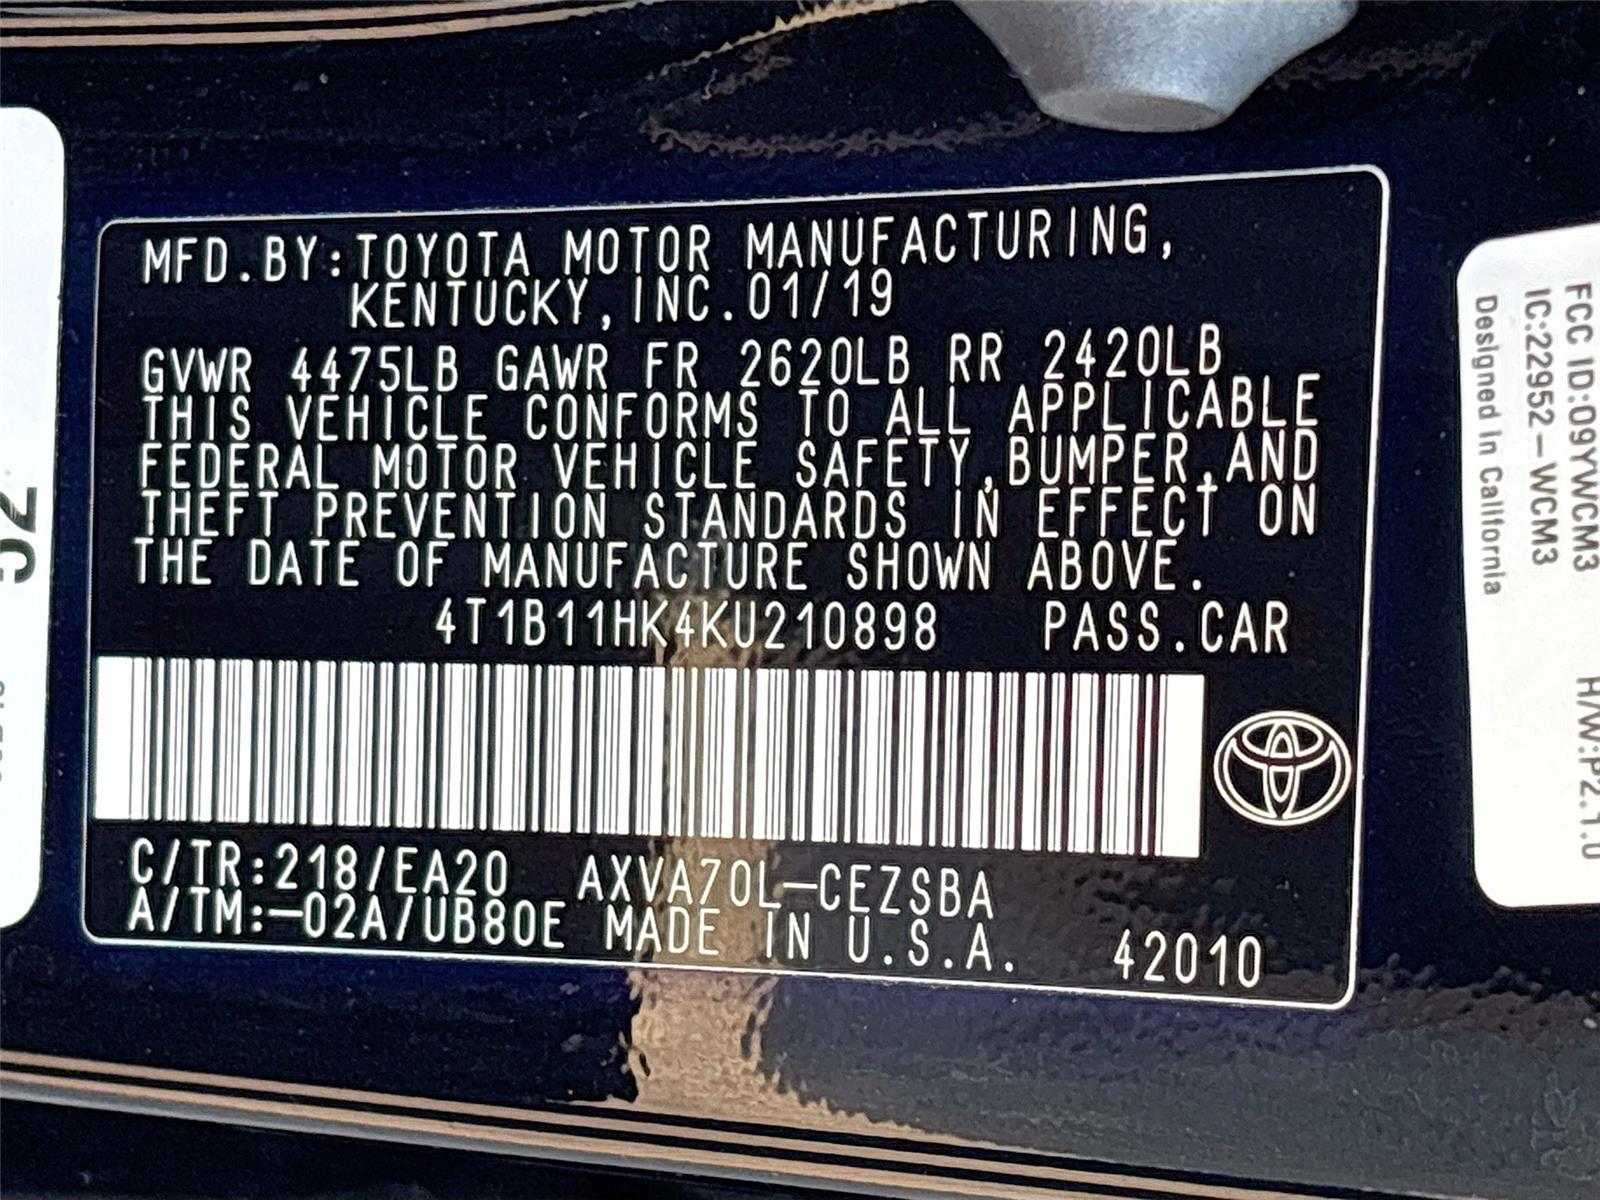 MFD.BY:TOYOTA MOTOR MANUFACTURING,
KENTUCKY,INC.01/19
GVWR 4475LB GAWR FR 2620LB RR 2420LB
THIS VEHICLE CONFORMS TO ALL APPLICABLE
FEDERAL MOTOR VEHICLE SAFETY,BUMPER,AND
THEFT PREVENTION STANDARDS IN EFFECT ON
THE DATE OF MANUFACTURE SHOWN ABOVE.
4T1B11HK4KU210898 PASS.CAR
C/TR:218/EA20 AXVA70L-CEZSBA
A/TM:-02A/UB80E MADE IN U.S.A. 42010
FCC ID:O9YWCM3
IC:22952-WCM3
Designed in California
H/W:P2.1.0
52